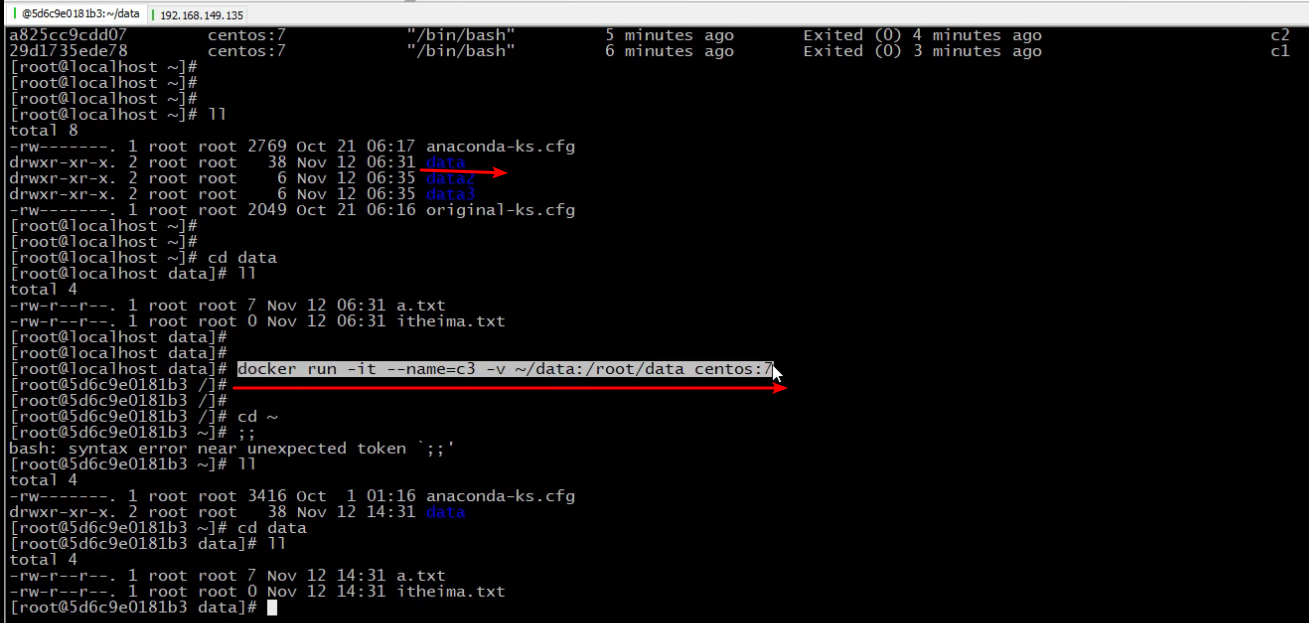 @5d6c9e0181b3:~/data 192.168.149.135
a825cc9cdd07 centos:7 "/bin/bash" 5 minutes ago Exited (0) 4 minutes ago c2
29d1735ede78 centos:7 "/bin/bash" 6 minutes ago Exited (0) 3 minutes ago c1
[root@localhost ~]#
[root@localhost ~]#
[root@localhost ~]#
[root@localhost ~]# ll
total 8
-rw-------. 1 root root 2769 Oct 21 06:17 anaconda-ks.cfg
drwxr-xr-x. 2 root root 38 Nov 12 06:31 data
drwxr-xr-x. 2 root root 6 Nov 12 06:35 data2
drwxr-xr-x. 2 root root 6 Nov 12 06:35 data3
-rw-------. 1 root root 2049 Oct 21 06:16 original-ks.cfg
[root@localhost ~]#
[root@localhost ~]#
[root@localhost ~]# cd data
[root@localhost data]# ll
total 4
-rw-r--r--. 1 root root 7 Nov 12 06:31 a.txt
-rw-r--r--. 1 root root 0 Nov 12 06:31 itheima.txt
[root@localhost data]#
[root@localhost data]#
[root@localhost data]# docker run -it --name=c3 -v ~/data:/root/data centos:7
[root@5d6c9e0181b3 /]#
[root@5d6c9e0181b3 /]#
[root@5d6c9e0181b3 /]# cd ~
[root@5d6c9e0181b3 ~]# ;;
bash: syntax error near unexpected token `;;'
[root@5d6c9e0181b3 ~]# ll
total 4
-rw-------. 1 root root 3416 Oct 1 01:16 anaconda-ks.cfg
drwxr-xr-x. 2 root root 38 Nov 12 14:31 data
[root@5d6c9e0181b3 ~]# cd data
[root@5d6c9e0181b3 data]# ll
total 4
-rw-r--r--. 1 root root 7 Nov 12 14:31 a.txt
-rw-r--r--. 1 root root 0 Nov 12 14:31 itheima.txt
[root@5d6c9e0181b3 data]#